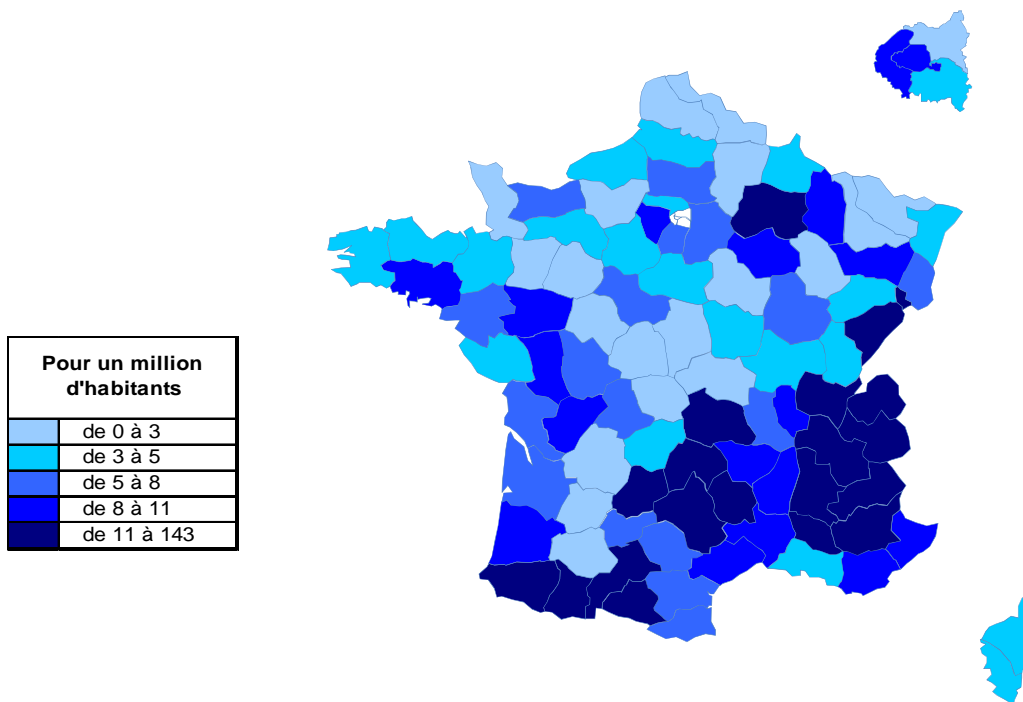 Pour un million
d'habitants
de 0 à 3
de 3 à 5
de 5 à 8
de 8 à 11
de 11 à 143